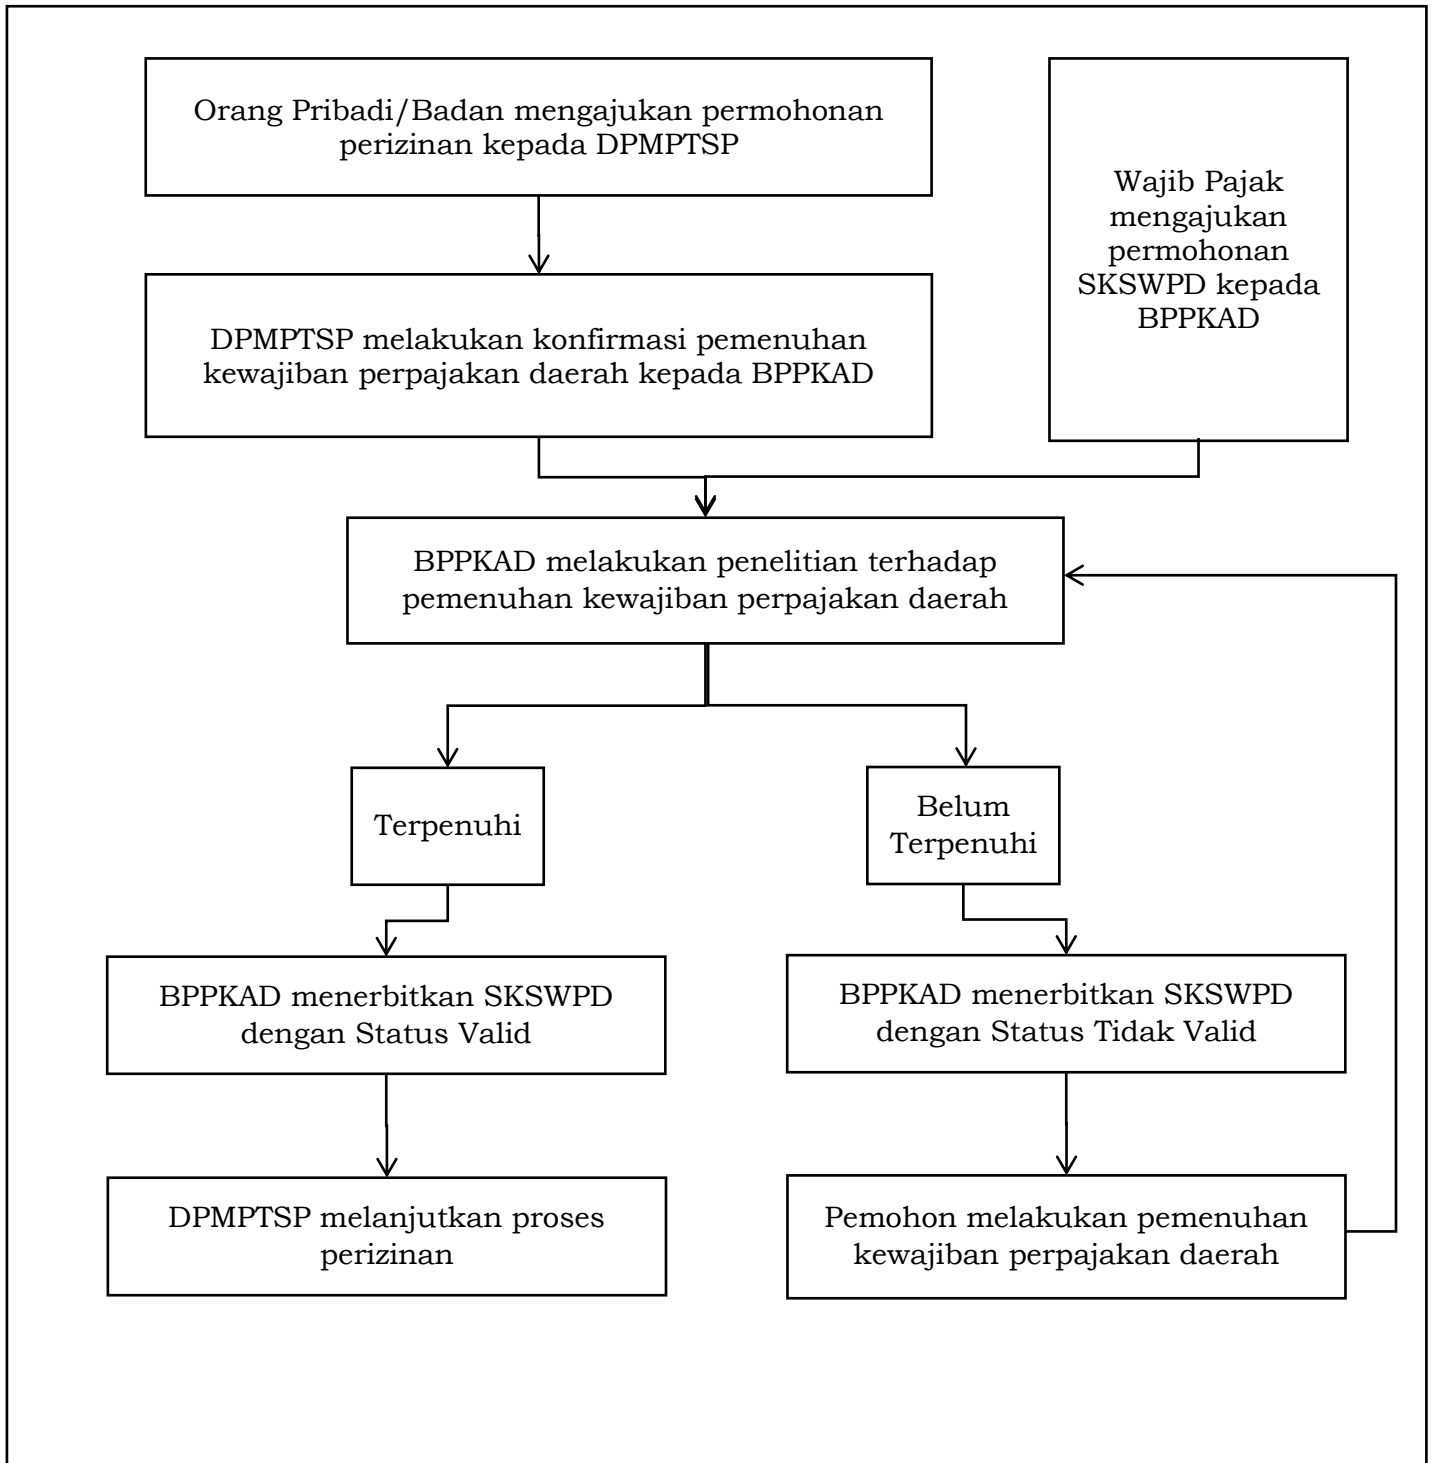 Orang Pribadi/Badan mengajukan permohonan
perizinan kepada DPMPTSP
Wajib Pajak
mengajukan
permohonan
SKSWPD kepada
BPPKAD
DPMPTSP melakukan konfirmasi pemenuhan
kewajiban perpajakan daerah kepada BPPKAD
BPPKAD melakukan penelitian terhadap
pemenuhan kewajiban perpajakan daerah
Terpenuhi
Belum
Terpenuhi
BPPKAD menerbitkan SKSWPD
dengan Status Valid
BPPKAD menerbitkan SKSWPD
dengan Status Tidak Valid
DPMPTSP melanjutkan proses
perizinan
Pemohon melakukan pemenuhan
kewajiban perpajakan daerah